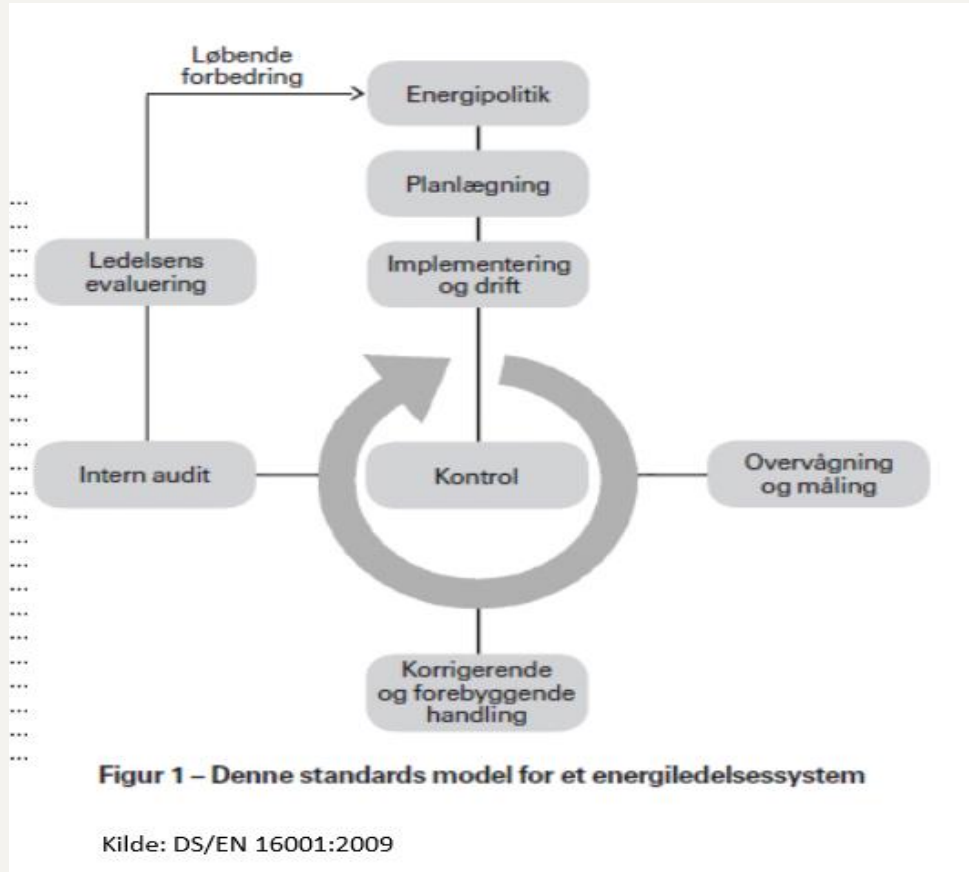 Løbende
forbedring
Energipolitik
Planlægning
Ledelsens
evaluering
Implementering
og drift
Intern audit
Kontrol
Overvågning
og måling
Korrigerende
og forebyggende
handling
Figur 1 – Denne standards model for et energiledelsessystem
Kilde: DS/EN 16001:2009